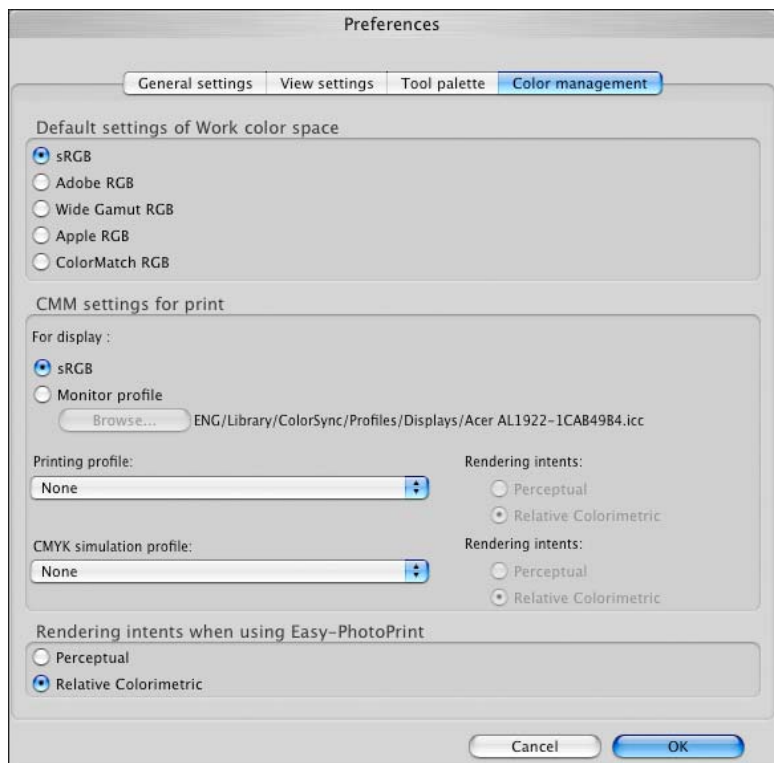 Preferences
General settings View settings Tool palette Color management
Default settings of Work color space
sRGB
Adobe RGB
Wide Gamut RGB
Apple RGB
ColorMatch RGB
CMM settings for print
For display :
sRGB
Monitor profile
Browse... ENG/Library/ColorSync/Profiles/Displays/Acer AL1922-1CAB49B4.icc
Printing profile: Rendering intents:
None Perceptual
Relative Colorimetric
CMYK simulation profile: Rendering intents:
None Perceptual
Relative Colorimetric
Rendering intents when using Easy-PhotoPrint
Perceptual
Relative Colorimetric
Cancel OK